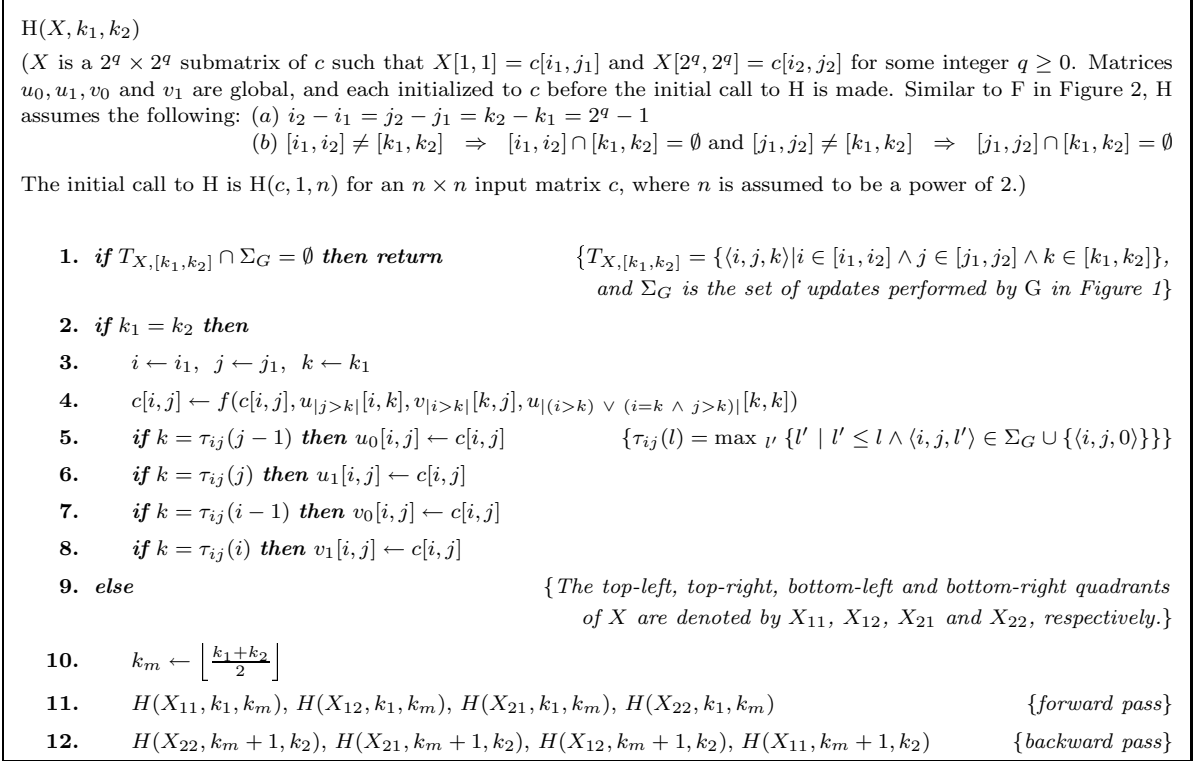 H(X, k₁, k₂)
(X is a 2^q × 2^q submatrix of c such that X[1, 1] = c[i₁, j₁] and X[2^q, 2^q] = c[i₂, j₂] for some integer q ≥ 0. Matrices
u₀, u₁, v₀ and v₁ are global, and each initialized to c before the initial call to H is made. Similar to F in Figure 2, H
assumes the following: (a) i₂ − i₁ = j₂ − j₁ = k₂ − k₁ = 2^q − 1
(b) [i₁, i₂] ≠ [k₁, k₂] ⇒ [i₁, i₂] ∩ [k₁, k₂] = ∅ and [j₁, j₂] ≠ [k₁, k₂] ⇒ [j₁, j₂] ∩ [k₁, k₂] = ∅
The initial call to H is H(c, 1, n) for an n × n input matrix c, where n is assumed to be a power of 2.)
1. if T_{X,[k₁,k₂]} ∩ Σ_G = ∅ then return {T_{X,[k₁,k₂]} = {⟨i, j, k⟩|i ∈ [i₁, i₂] ∧ j ∈ [j₁, j₂] ∧ k ∈ [k₁, k₂]},
and Σ_G is the set of updates performed by G in Figure 1}
2. if k₁ = k₂ then
3. i ← i₁, j ← j₁, k ← k₁
4. c[i, j] ← f(c[i, j], u_{|j>k|}[i, k], v_{|i>k|}[k, j], u_{|(i>k) ∨ (i=k ∧ j>k)|}[k, k])
5. if k = τ_{ij}(j − 1) then u₀[i, j] ← c[i, j] {τ_{ij}(l) = max _{l′} {l′ | l′ ≤ l ∧ ⟨i, j, l′⟩ ∈ Σ_G ∪ {⟨i, j, 0⟩}}}
6. if k = τ_{ij}(j) then u₁[i, j] ← c[i, j]
7. if k = τ_{ij}(i − 1) then v₀[i, j] ← c[i, j]
8. if k = τ_{ij}(i) then v₁[i, j] ← c[i, j]
9. else {The top-left, top-right, bottom-left and bottom-right quadrants
of X are denoted by X₁₁, X₁₂, X₂₁ and X₂₂, respectively.}
10. k_m ← ⌊(k₁+k₂)/2⌋
11. H(X₁₁, k₁, k_m), H(X₁₂, k₁, k_m), H(X₂₁, k₁, k_m), H(X₂₂, k₁, k_m) {forward pass}
12. H(X₂₂, k_m + 1, k₂), H(X₂₁, k_m + 1, k₂), H(X₁₂, k_m + 1, k₂), H(X₁₁, k_m + 1, k₂) {backward pass}